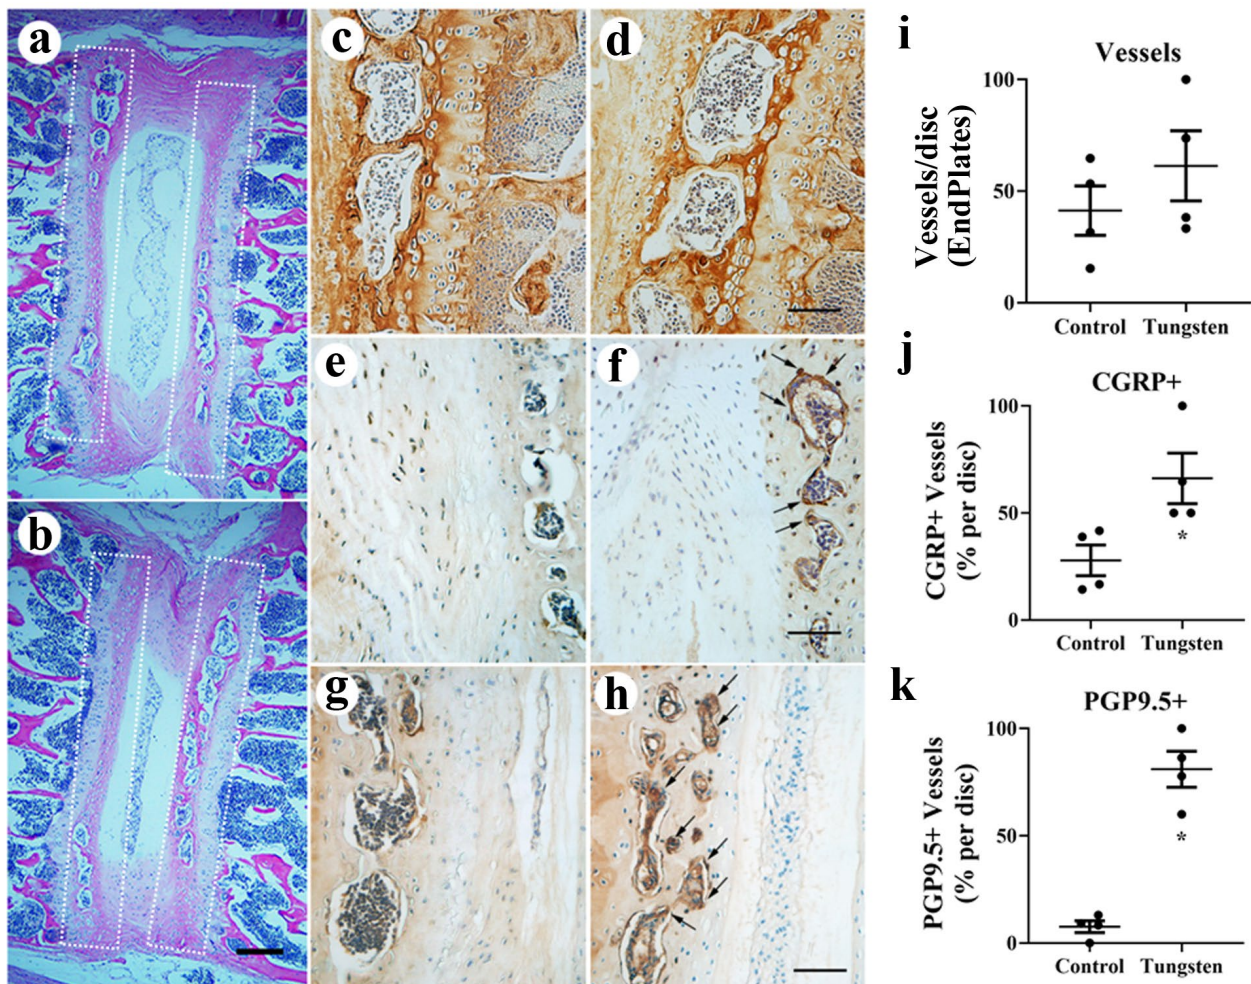 a
b
c
d
e
f
g
h
i
Vessels
Vessels/disc
(EndPlates
100
50
0
Control Tungsten
j
CGRP+
CGRP+ Vessels
(% per disc)
100
50
0
*
Control Tungsten
k
PGP9.5+
PGP9.5+ Vessels
(% per disc)
100
50
0
*
Control Tungsten